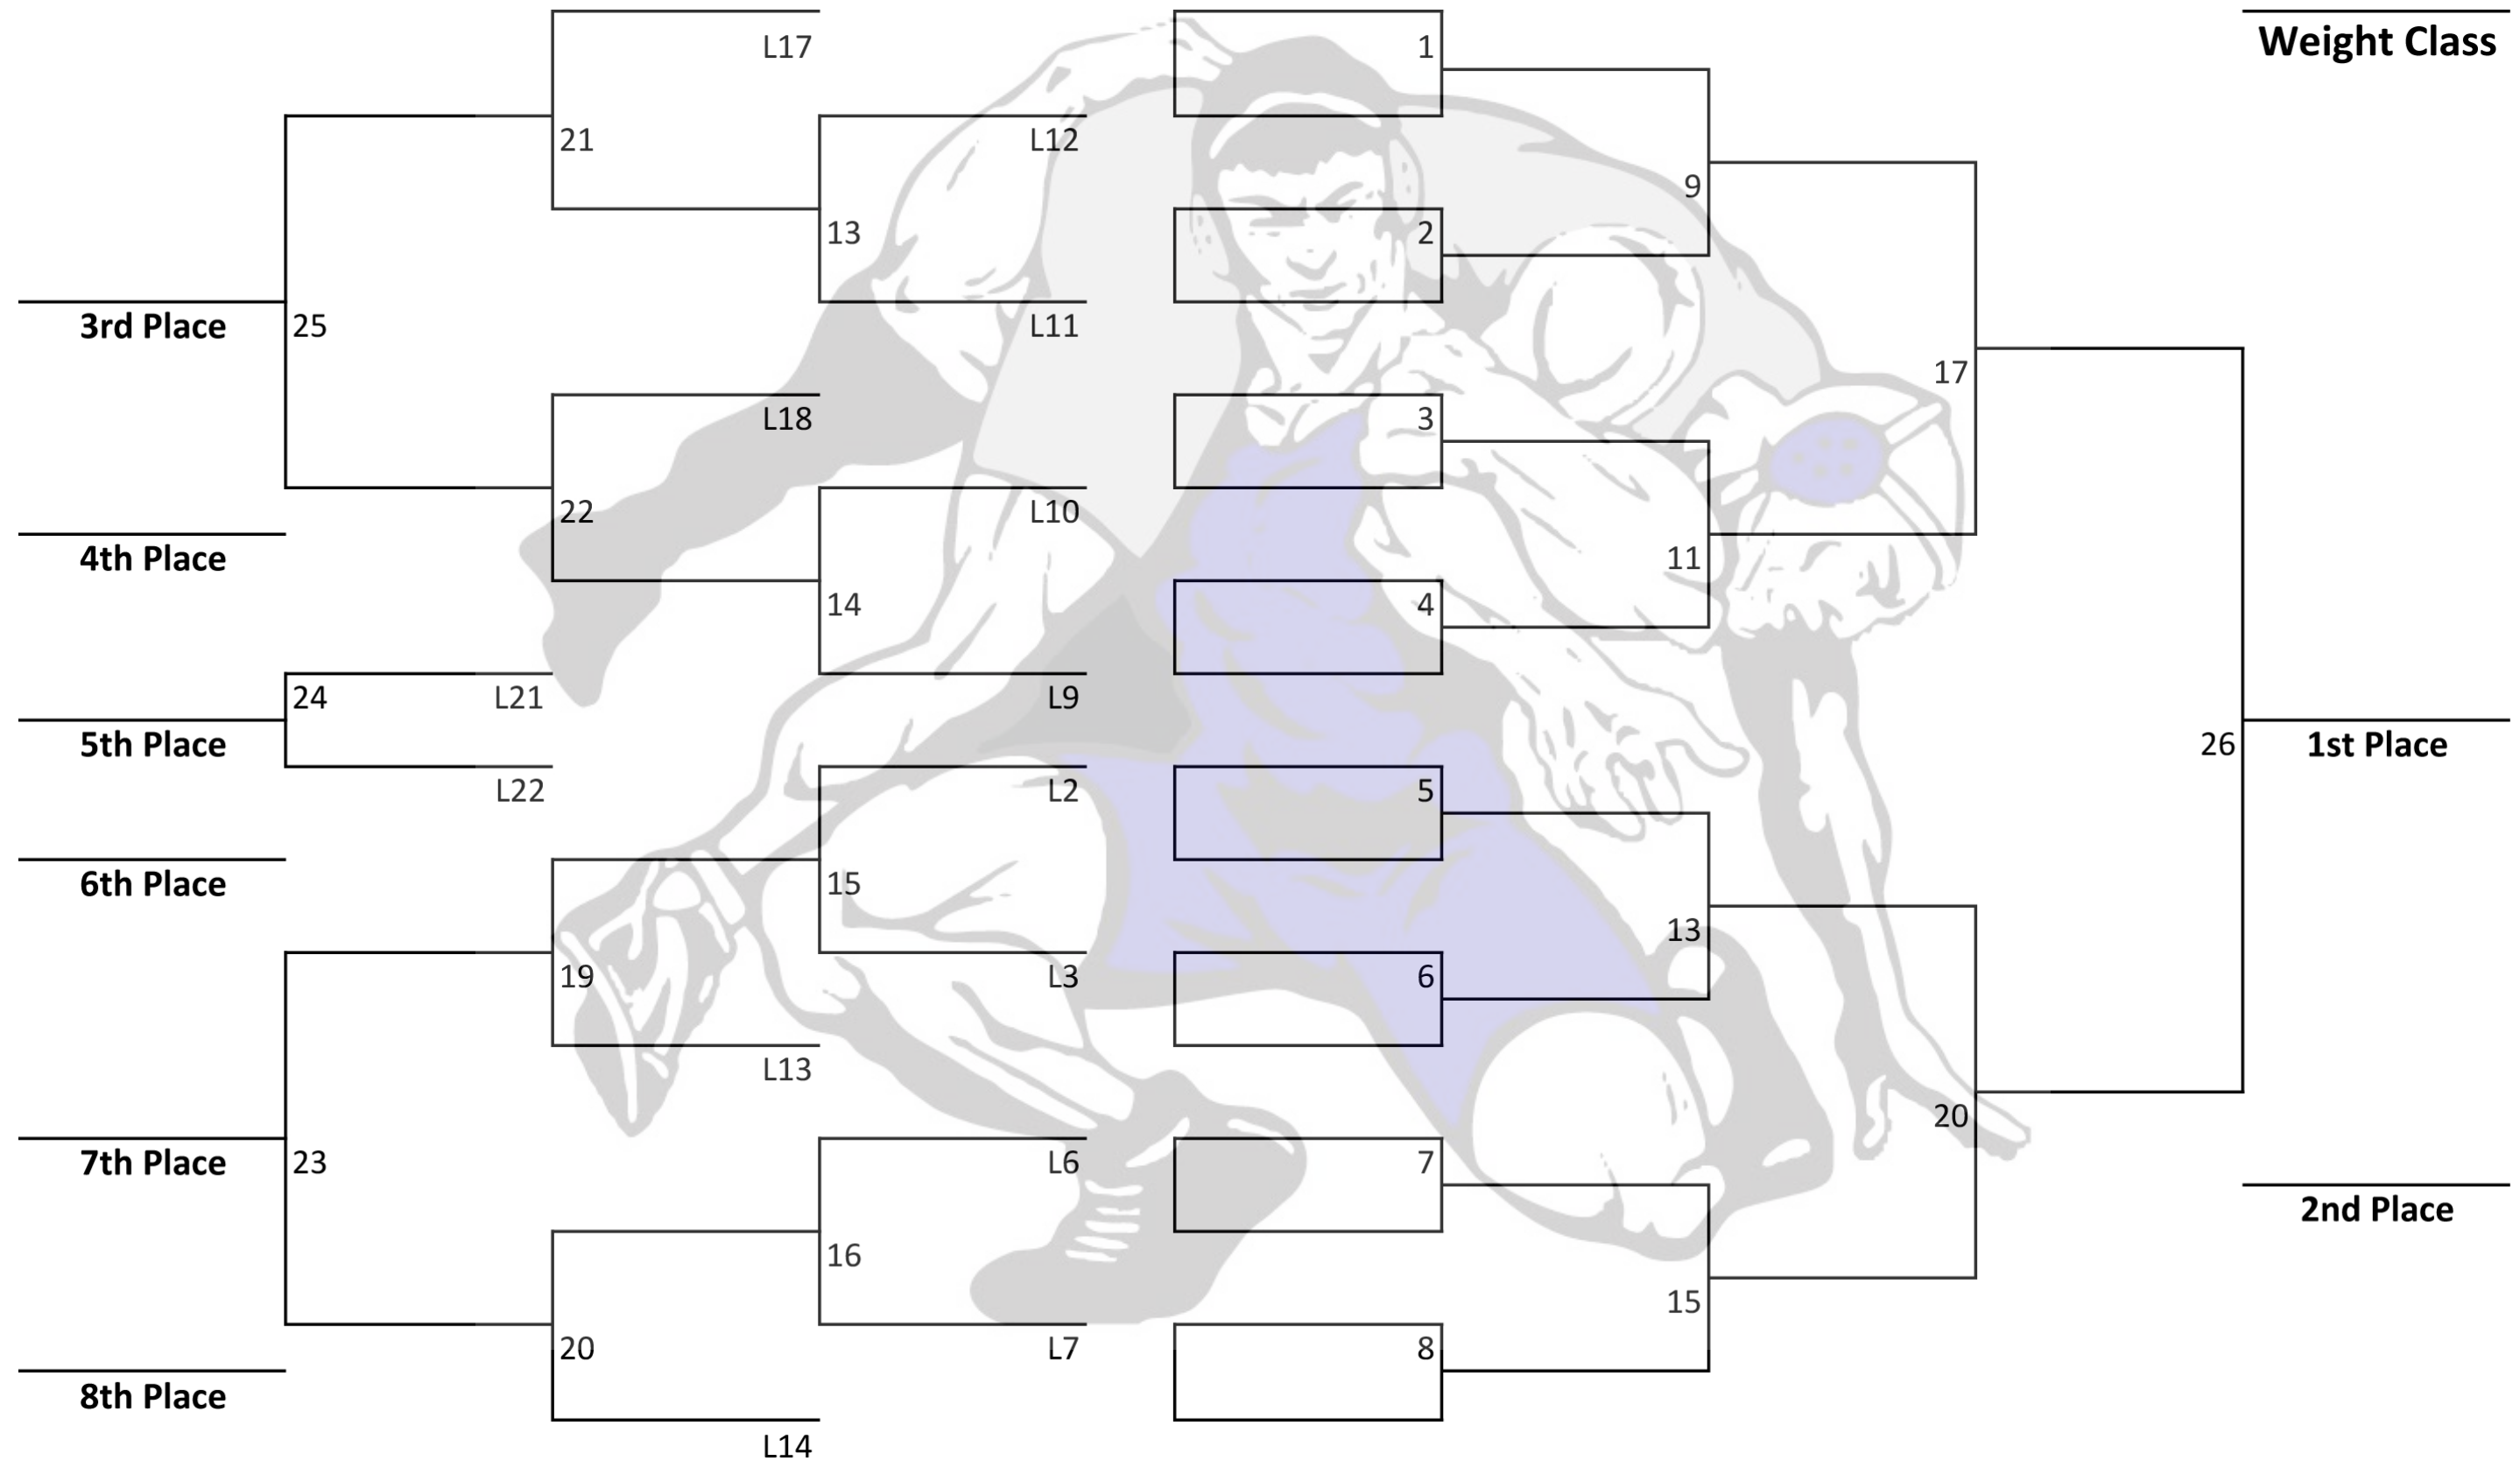 Weight Class
L17
1
21
L12
9
13
2
3rd Place
25
L11
17
L18
3
22
L10
4th Place
11
14
4
24
L21
L9
5th Place
26
1st Place
L22
L2
5
6th Place
15
13
19
L3
6
L13
20
7th Place
23
L6
7
2nd Place
16
15
20
L7
8
8th Place
L14